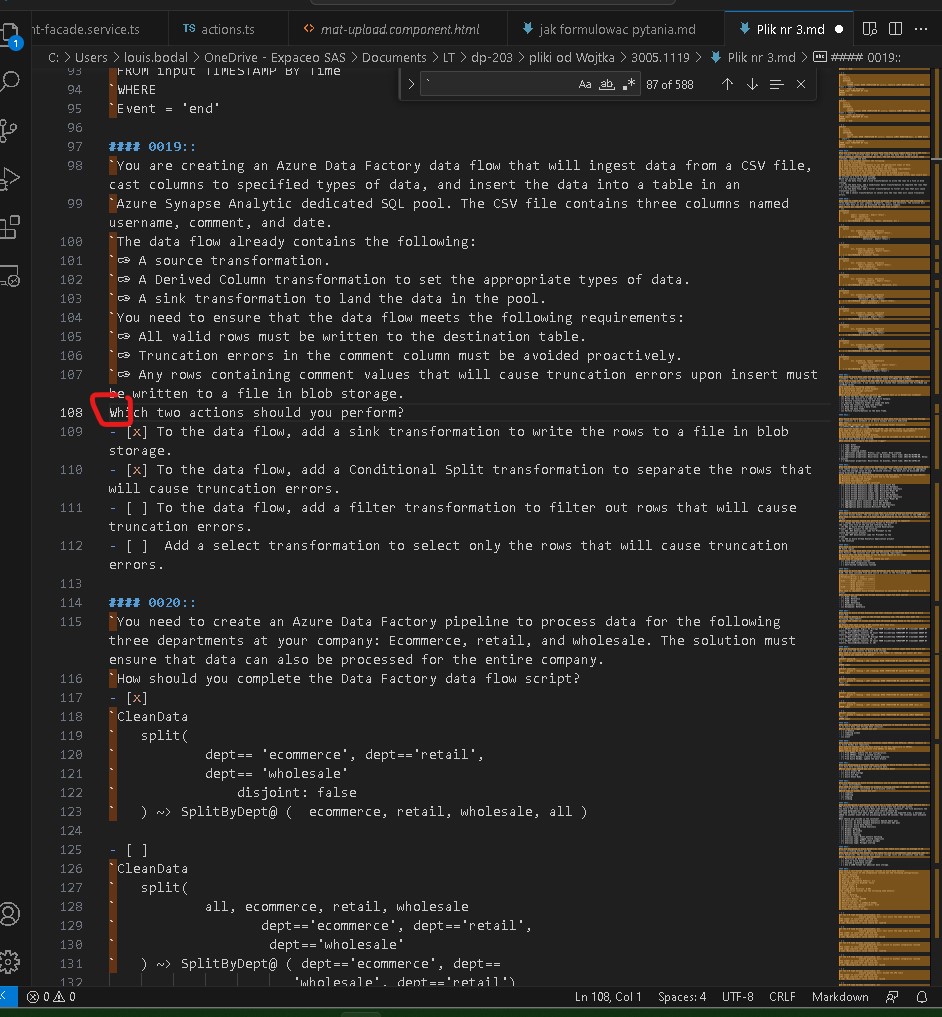 nt-facade.service.ts TS actions.ts <> mat-upload.component.html jak formulowac pytania.md Plik nr 3.md
1
C: > Users > louis.bodal > OneDrive - Expaceo SAS > Documents > LT > dp-203 > pliki od Wojtka > 3005.1119 > Plik nr 3.md > #### 0019::
> ` Aa ab .* 87 of 588
93 `FROM input TIMESTAMP BY Time
94 `WHERE
95 `Event = 'end'
96
97 #### 0019::
98 `You are creating an Azure Data Factory data flow that will ingest data from a CSV file,
cast columns to specified types of data, and insert the data into a table in an
99 `Azure Synapse Analytic dedicated SQL pool. The CSV file contains three columns named
username, comment, and date.
100 `The data flow already contains the following:
101 `✑ A source transformation.
102 `✑ A Derived Column transformation to set the appropriate types of data.
103 `✑ A sink transformation to land the data in the pool.
104 `You need to ensure that the data flow meets the following requirements:
105 `✑ All valid rows must be written to the destination table.
106 `✑ Truncation errors in the comment column must be avoided proactively.
107 `✑ Any rows containing comment values that will cause truncation errors upon insert must
be written to a file in blob storage.
108 Which two actions should you perform?
109 - [x] To the data flow, add a sink transformation to write the rows to a file in blob
storage.
110 - [x] To the data flow, add a Conditional Split transformation to separate the rows that
will cause truncation errors.
111 - [ ] To the data flow, add a filter transformation to filter out rows that will cause
truncation errors.
112 - [ ]  Add a select transformation to select only the rows that will cause truncation
errors.
113
114 #### 0020::
115 `You need to create an Azure Data Factory pipeline to process data for the following
three departments at your company: Ecommerce, retail, and wholesale. The solution must
ensure that data can also be processed for the entire company.
116 `How should you complete the Data Factory data flow script?
117 - [x]
118 `CleanData
119 `   split(
120 dept== 'ecommerce', dept=='retail',
121 dept== 'wholesale'
122 disjoint: false
123 `   ) ~> SplitByDept@ (  ecommerce, retail, wholesale, all )
124
125 - [ ]
126 `CleanData
127 `   split(
128 all, ecommerce, retail, wholesale
129 dept=='ecommerce', dept=='retail',
130 dept=='wholesale'
131 `   ) ~> SplitByDept@ ( dept=='ecommerce', dept==
132 'wholesale', dept=='retail')
0 0 Ln 108, Col 1 Spaces: 4 UTF-8 CRLF Markdown